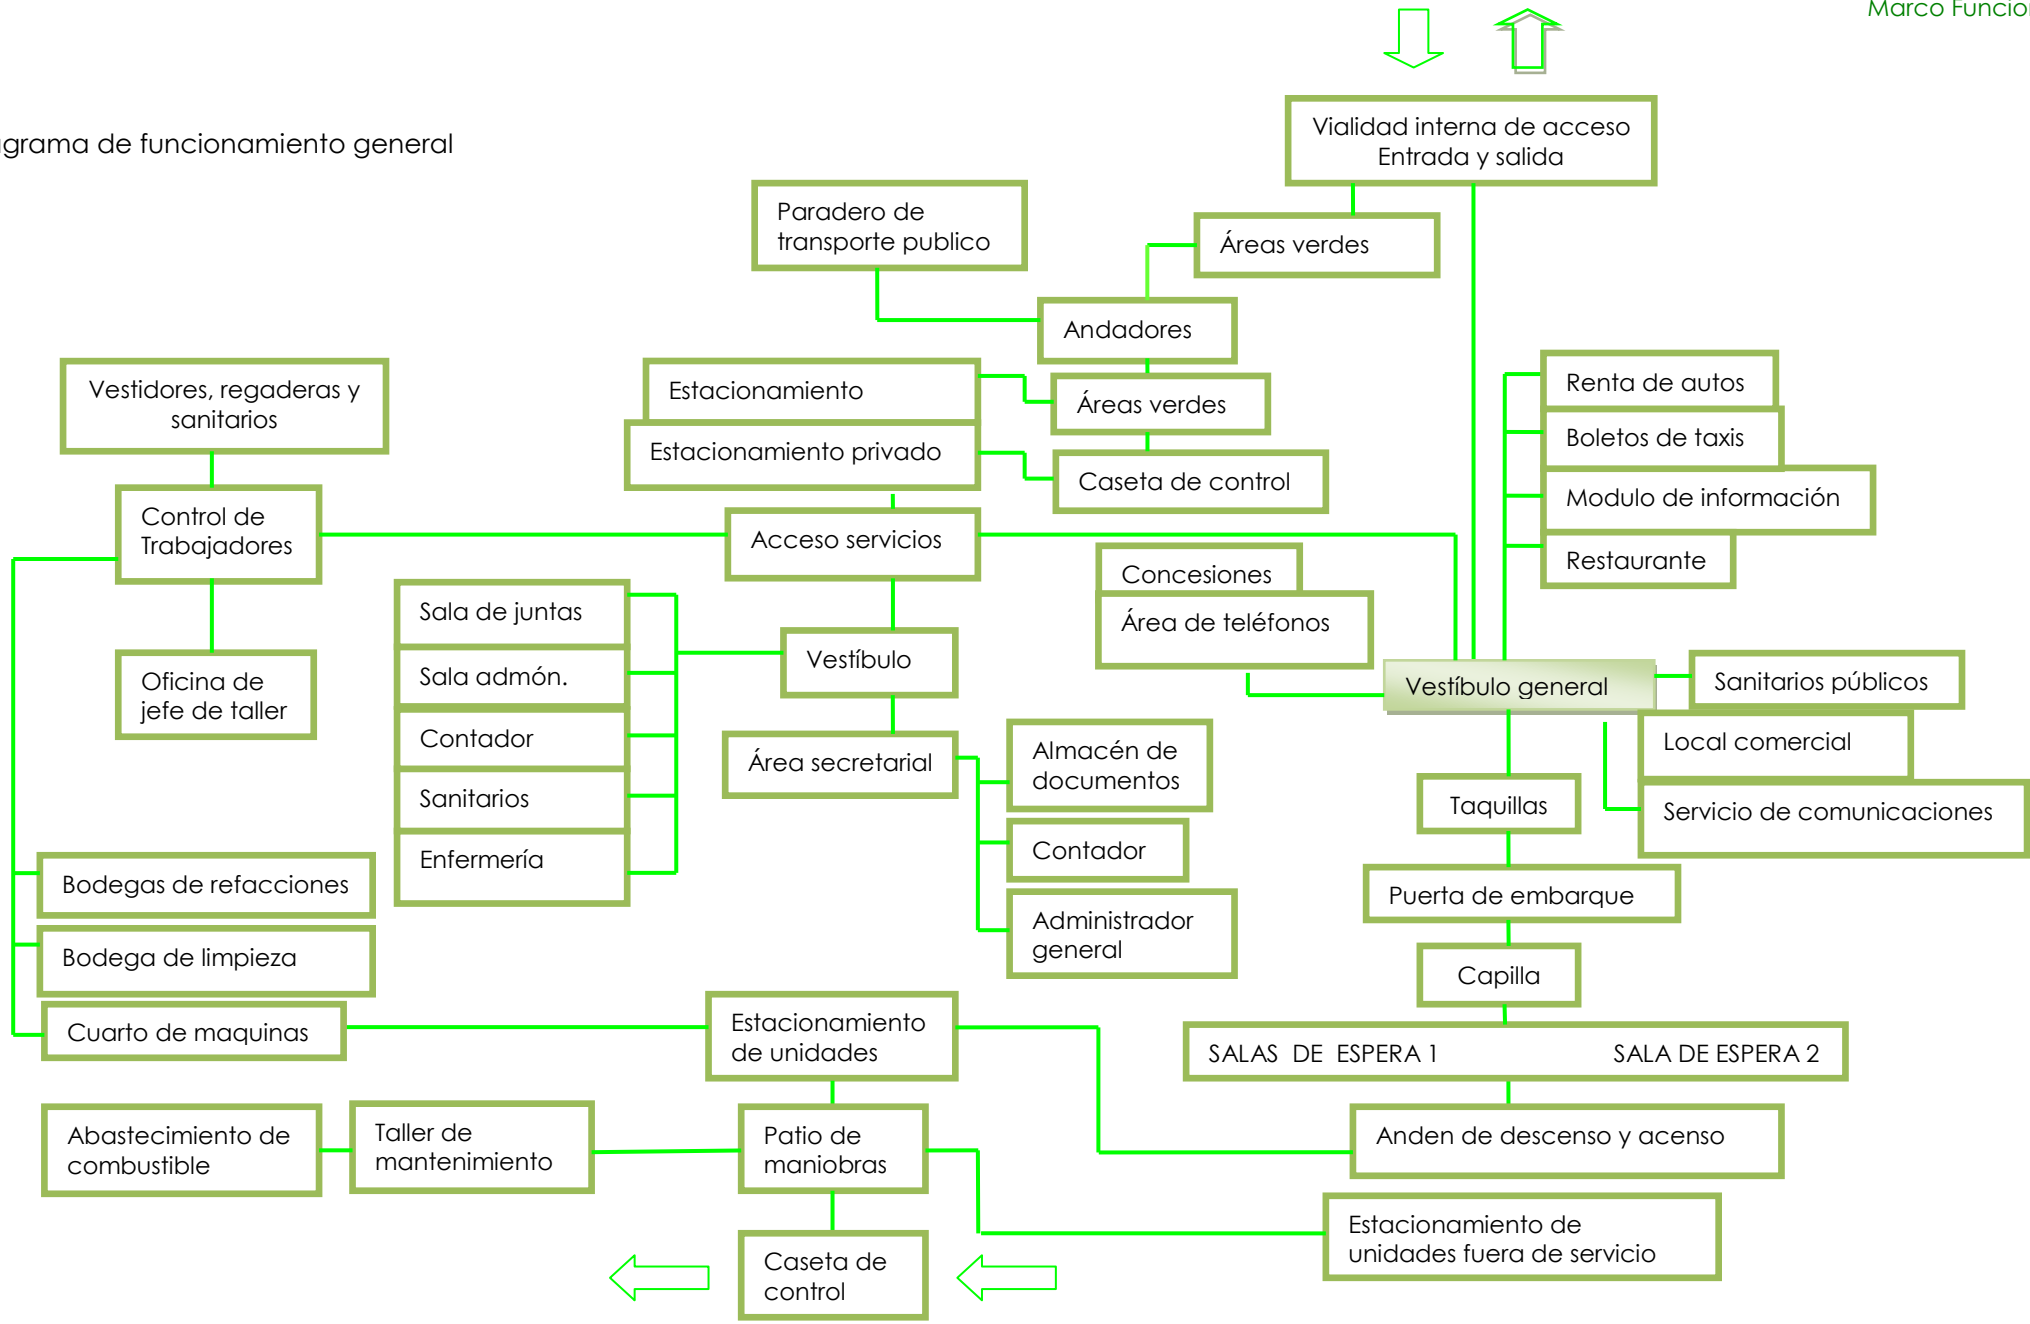 Marco Funcio
grama de funcionamiento general
Vialidad interna de acceso
Entrada y salida
Paradero de
transporte publico
Áreas verdes
Andadores
Vestidores, regaderas y
sanitarios
Estacionamiento
Áreas verdes
Renta de autos
Estacionamiento privado
Boletos de taxis
Caseta de control
Modulo de información
Control de
Trabajadores
Acceso servicios
Restaurante
Concesiones
Área de teléfonos
Sala de juntas
Vestíbulo
Sala admón.
Oficina de
jefe de taller
Vestíbulo general
Sanitarios públicos
Contador
Área secretarial
Almacén de
documentos
Local comercial
Sanitarios
Taquillas
Servicio de comunicaciones
Enfermería
Contador
Bodegas de refacciones
Puerta de embarque
Administrador
general
Bodega de limpieza
Capilla
Cuarto de maquinas
Estacionamiento
de unidades
SALAS DE ESPERA 1 SALA DE ESPERA 2
Abastecimiento de
combustible
Taller de
mantenimiento
Patio de
maniobras
Anden de descenso y acenso
Estacionamiento de
unidades fuera de servicio
Caseta de
control